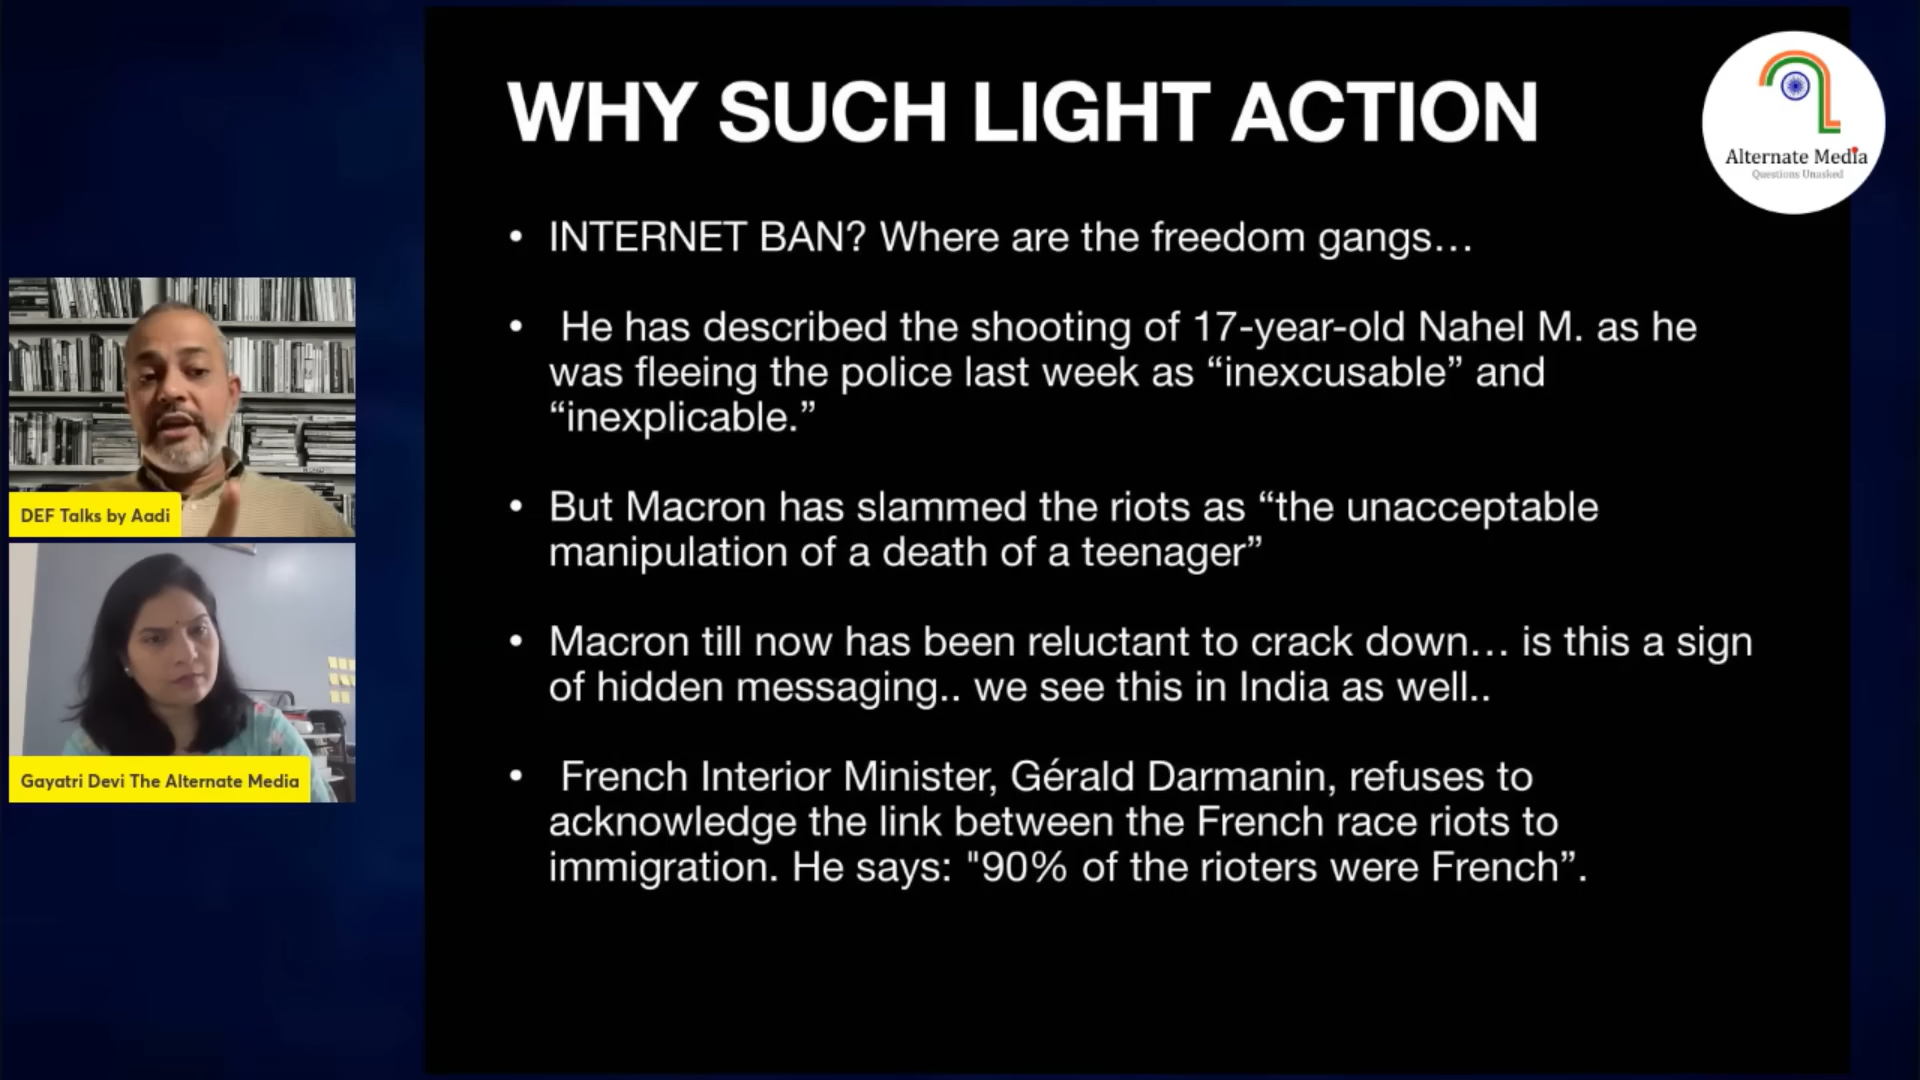 WHY SUCH LIGHT ACTION
Alternate Media
Questions Unasked
• INTERNET BAN? Where are the freedom gangs…
• He has described the shooting of 17-year-old Nahel M. as he
was fleeing the police last week as “inexcusable” and
“inexplicable.”
• But Macron has slammed the riots as “the unacceptable
manipulation of a death of a teenager”
• Macron till now has been reluctant to crack down… is this a sign
of hidden messaging.. we see this in India as well..
• French Interior Minister, Gérald Darmanin, refuses to
acknowledge the link between the French race riots to
immigration. He says: "90% of the rioters were French”.
DEF Talks by Aadi
Gayatri Devi The Alternate Media